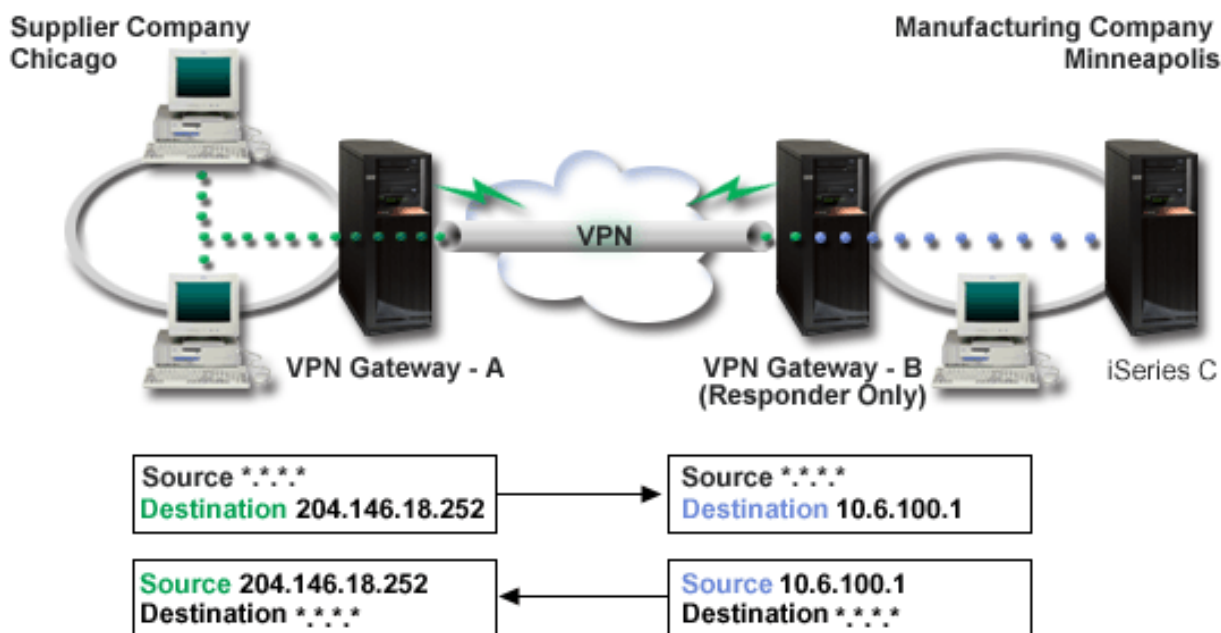 Supplier Company
Chicago
Manufacturing Company
Minneapolis
VPN
VPN Gateway - A
VPN Gateway - B
(Responder Only)
iSeries C
Source *.*.*.*
Destination 204.146.18.252
Source *.*.*.*
Destination 10.6.100.1
Source 204.146.18.252
Destination *.*.*.*
Source 10.6.100.1
Destination *.*.*.*